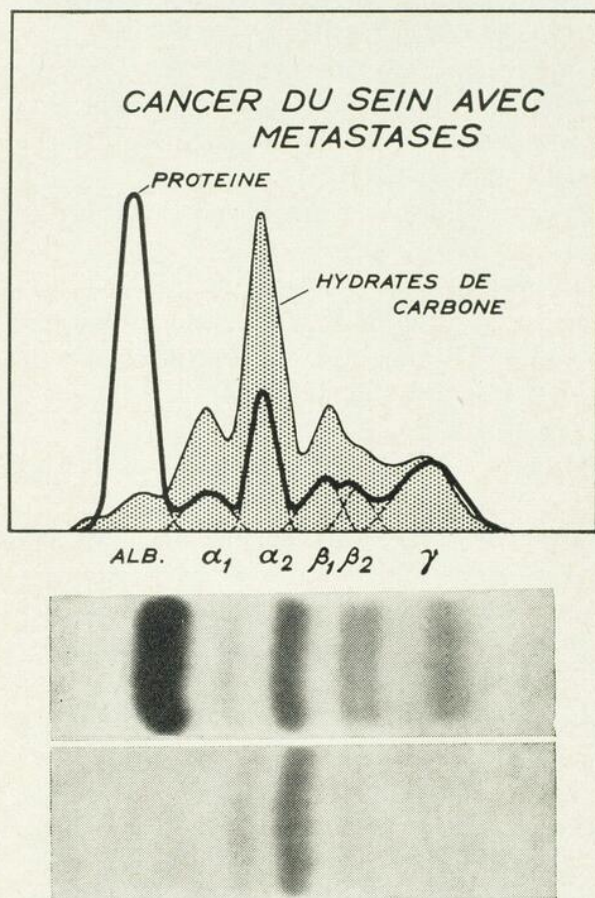 CANCER DU SEIN AVEC
METASTASES
PROTEINE
HYDRATES DE
CARBONE
ALB. α1 α2 β1 β2 γ